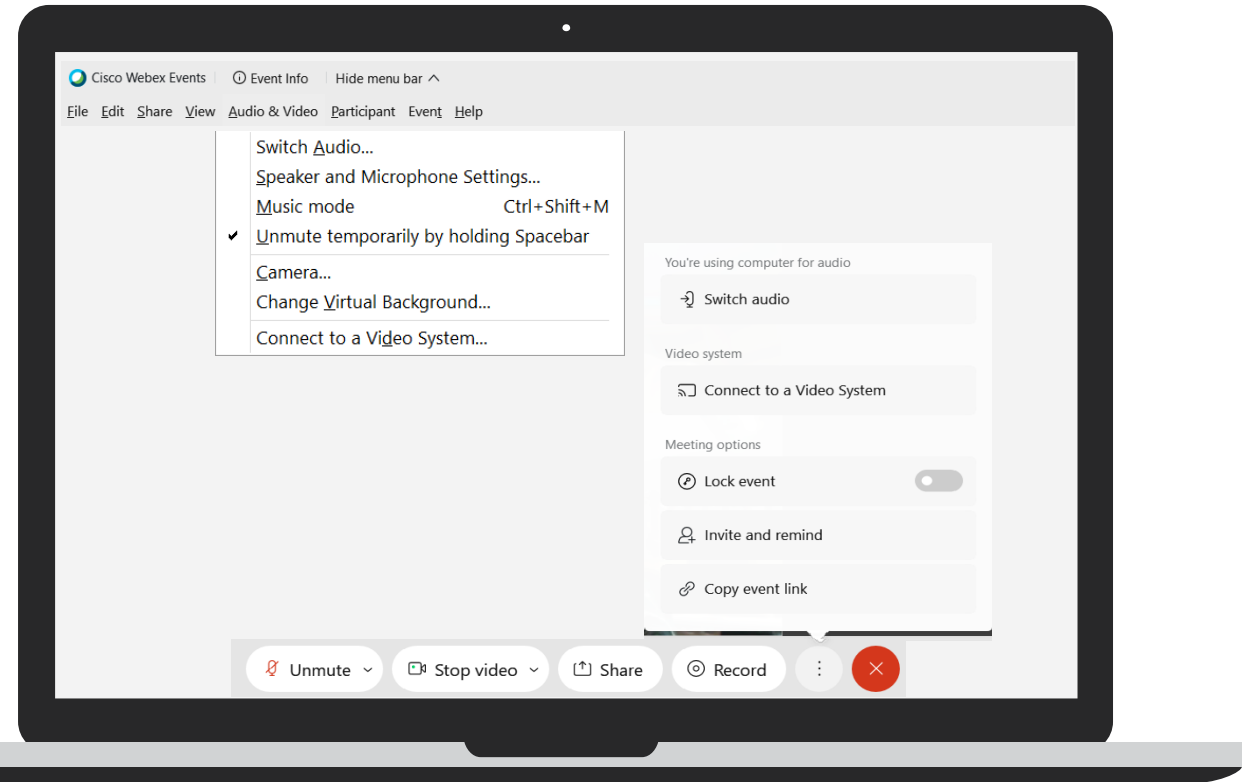 Cisco Webex Events Event Info Hide menu bar
File Edit Share View Audio & Video Participant Event Help
Switch Audio...
Speaker and Microphone Settings...
Music mode Ctrl+Shift+M
Unmute temporarily by holding Spacebar
Camera...
Change Virtual Background...
Connect to a Video System...
You're using computer for audio
Switch audio
Video system
Connect to a Video System
Meeting options
Lock event
Invite and remind
Copy event link
Unmute Stop video Share Record